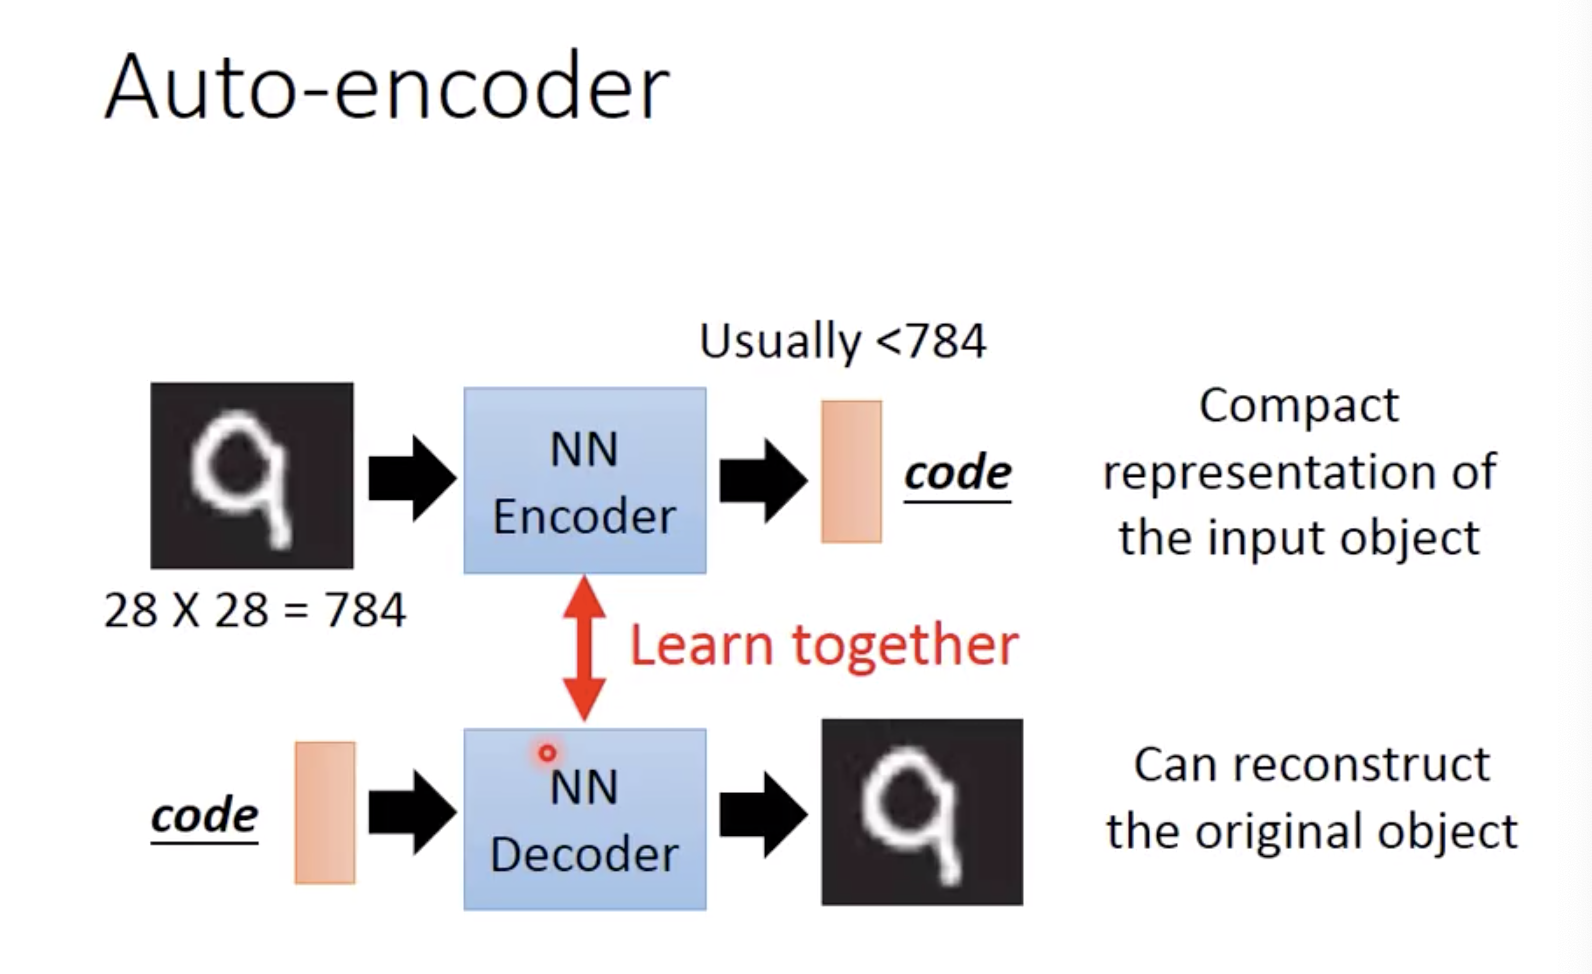 Auto-encoder
Usually <784
NN
Encoder
code
Compact
representation of
the input object
28 X 28 = 784
Learn together
code
NN
Decoder
Can reconstruct
the original object